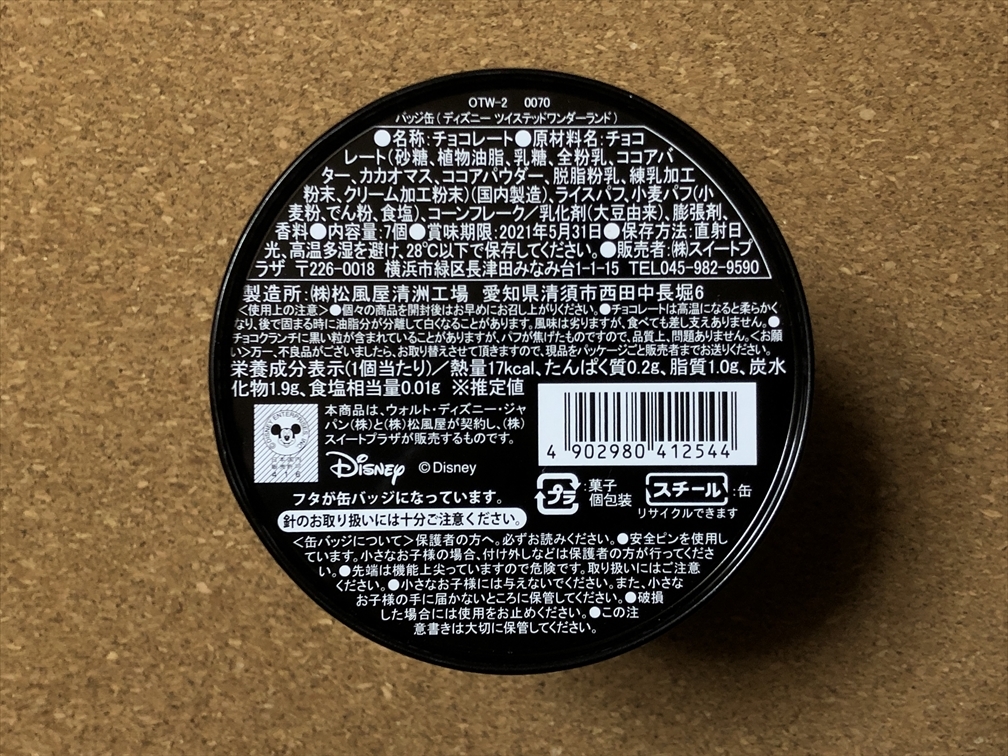 OTW-2 0070
バッジ缶(ディズニー ツイステッドワンダーランド)
●名称:チョコレート●原材料名:チョコ
レート(砂糖、植物油脂、乳糖、全粉乳、ココアバ
ター、カカオマス、ココアパウダー、脱脂粉乳、練乳加工
粉末、クリーム加工粉末)(国内製造)、ライスパフ、小麦パフ(小
麦粉、でん粉、食塩)、コーンフレーク/乳化剤(大豆由来)、膨張剤、
香料●内容量:7個●賞味期限:2021年5月31日●保存方法:直射日
光、高温多湿を避け、28℃以下で保存してください。●販売者:㈱スイートプ
ラザ 〒226-0018 横浜市緑区長津田みなみ台1-1-15 TEL045-982-9590
製造所:㈱松風屋清洲工場 愛知県清須市西田中長堀6
<使用上の注意>●個々の商品を開封後はお早めにお召し上がりください。●チョコレートは高温になると柔らかく
なり、後で固まる時に油脂分が分離して白くなることがあります。風味は劣りますが、食べても差し支えありません。●
チョコクランチに黒い粒が含まれていることがありますが、パフが焦げたものですので、品質上、問題ありません。<お願
い>万一、不良品がございましたら、お取り替えさせて頂きますので、現品をパッケージごと販売者までお送りください。
栄養成分表示(1個当たり)/熱量17kcal、たんぱく質0.2g、脂質1.0g、炭水
化物1.9g、食塩相当量0.01g ※推定値
本商品は、ウォルト・ディズニー・ジャ
パン(株)と(株)松風屋が契約し、(株)
スイートプラザが販売するものです。
416
Disney ©Disney
4 902980 412544
プラ :菓子
個包装
スチール :缶
リサイクルできます
フタが缶バッジになっています。
針のお取り扱いには十分ご注意ください。
<缶バッジについて>保護者の方へ。必ずお読みください。●安全ピンを使用し
ています。小さなお子様の場合、付け外しなどは保護者の方が行ってくださ
い。●先端は機能上尖っていますので危険です。取り扱いにはご注意
ください。●小さなお子様には与えないでください。また、小さな
お子様の手に届かないところに保管してください。●破損
した場合には使用をお止めください。●この注
意書きは大切に保管してください。